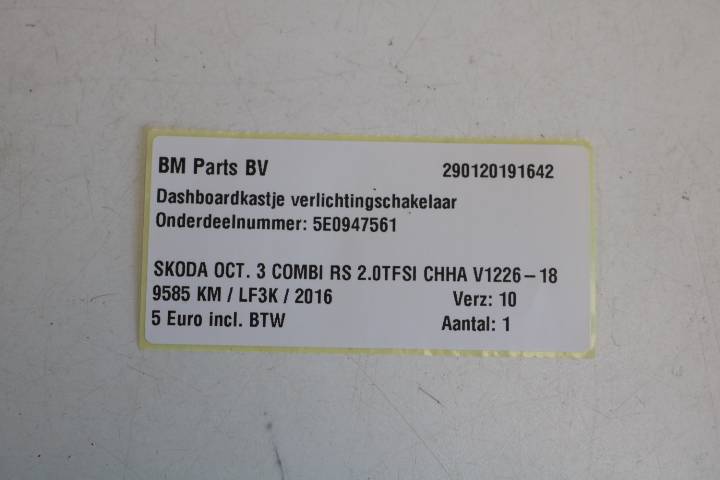 BM Parts BV 290120191642
Dashboardkastje verlichtingschakelaar
Onderdeelnummer: 5E0947561
SKODA OCT. 3 COMBI RS 2.0TFSI CHHA V1226-18
9585 KM / LF3K / 2016 Verz: 10
5 Euro incl. BTW Aantal: 1